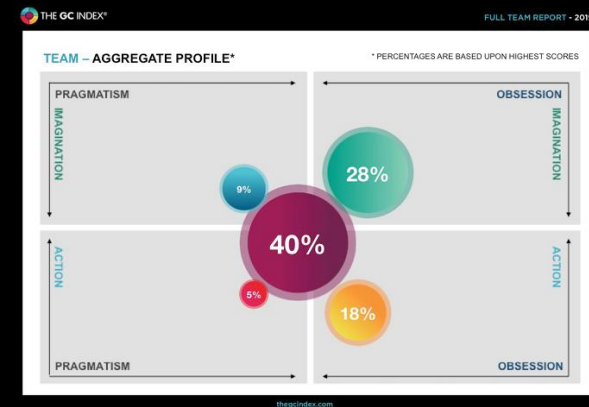 THE GC INDEX®
FULL TEAM REPORT - 2019
TEAM – AGGREGATE PROFILE*
* PERCENTAGES ARE BASED UPON HIGHEST SCORES
PRAGMATISM
OBSESSION
IMAGINATION
IMAGINATION
28%
9%
40%
ACTION
ACTION
5%
18%
PRAGMATISM
OBSESSION
thegcindex.com